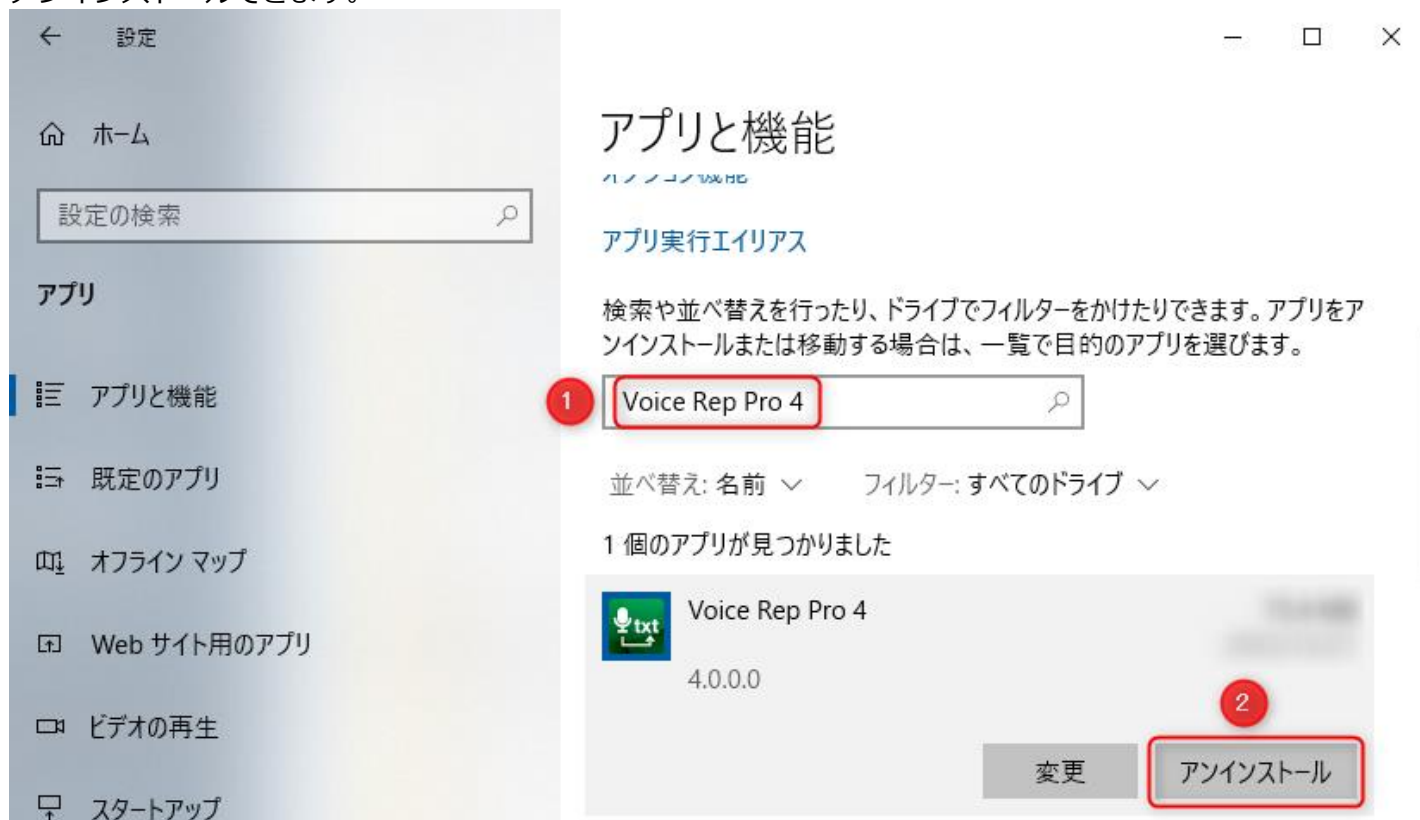 設定
ホーム
設定の検索
アプリ
アプリと機能
既定のアプリ
オフライン マップ
Web サイト用のアプリ
ビデオの再生
スタートアップ
アプリと機能
アプリ実行エイリアス
検索や並べ替えを行ったり、ドライブでフィルターをかけたりできます。アプリをア
ンインストールまたは移動する場合は、一覧で目的のアプリを選びます。
1 Voice Rep Pro 4
並べ替え: 名前 フィルター: すべてのドライブ
1 個のアプリが見つかりました
txt Voice Rep Pro 4
4.0.0.0
2
変更 アンインストール